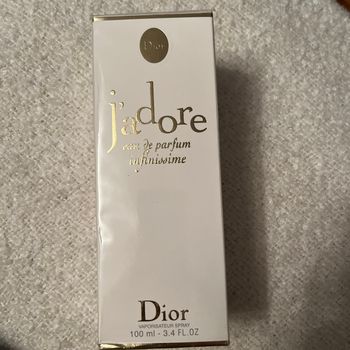 Dior
j'adore
eau de parfum
infinissime
Dior
VAPORISATEUR SPRAY
100 ml - 3.4 FL.OZ